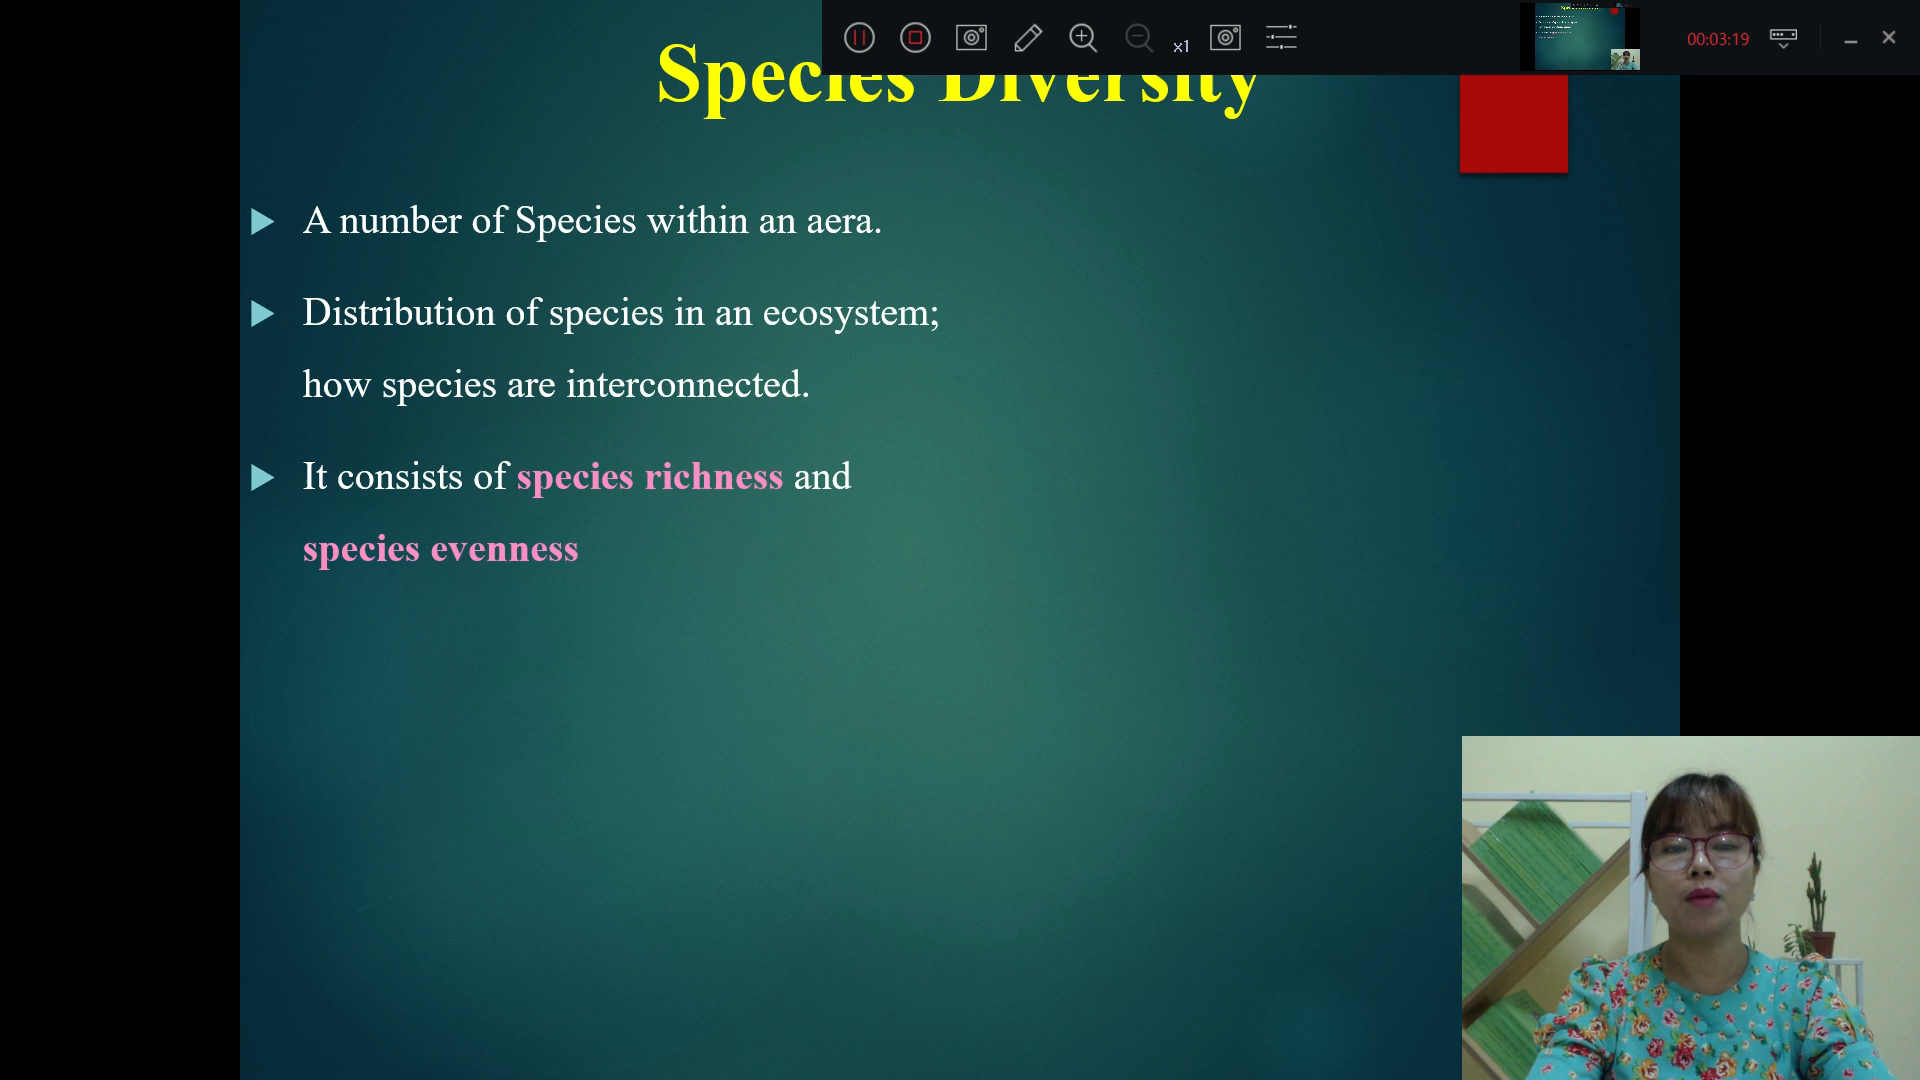 x1
00:03:19
Species Diversity
A number of Species within an aera.
Distribution of species in an ecosystem;
how species are interconnected.
It consists of species richness and
species evenness